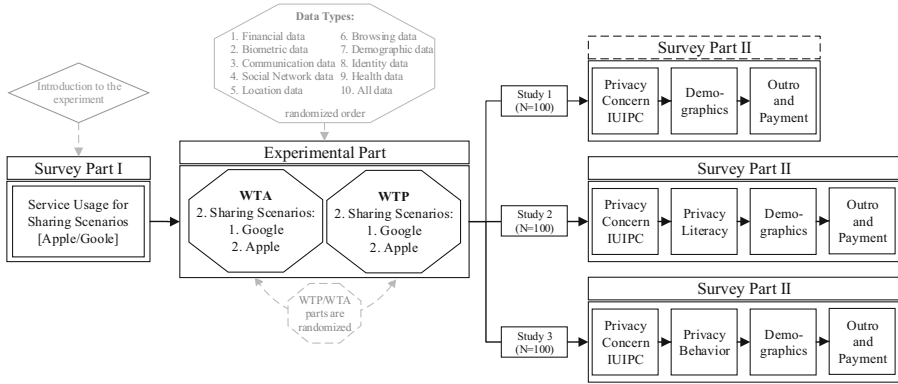 Data Types:
1. Financial data
2. Biometric data
3. Communication data
4. Social Network data
5. Location data
6. Browsing data
7. Demographic data
8. Identity data
9. Health data
10. All data
randomized order
Introduction to the
experiment
Survey Part I
Service Usage for
Sharing Scenarios
[Apple/Goole]
Experimental Part
WTA
2. Sharing Scenarios:
1. Google
2. Apple
WTP
2. Sharing Scenarios:
1. Google
2. Apple
WTP/WTA
parts are
randomized
Study 1
(N=100)
Survey Part II
Privacy
Concern
IUIPC
Demo-
graphics
Outro
and
Payment
Study 2
(N=100)
Survey Part II
Privacy
Concern
IUIPC
Privacy
Literacy
Demo-
graphics
Outro
and
Payment
Study 3
(N=100)
Survey Part II
Privacy
Concern
IUIPC
Privacy
Behavior
Demo-
graphics
Outro
and
Payment